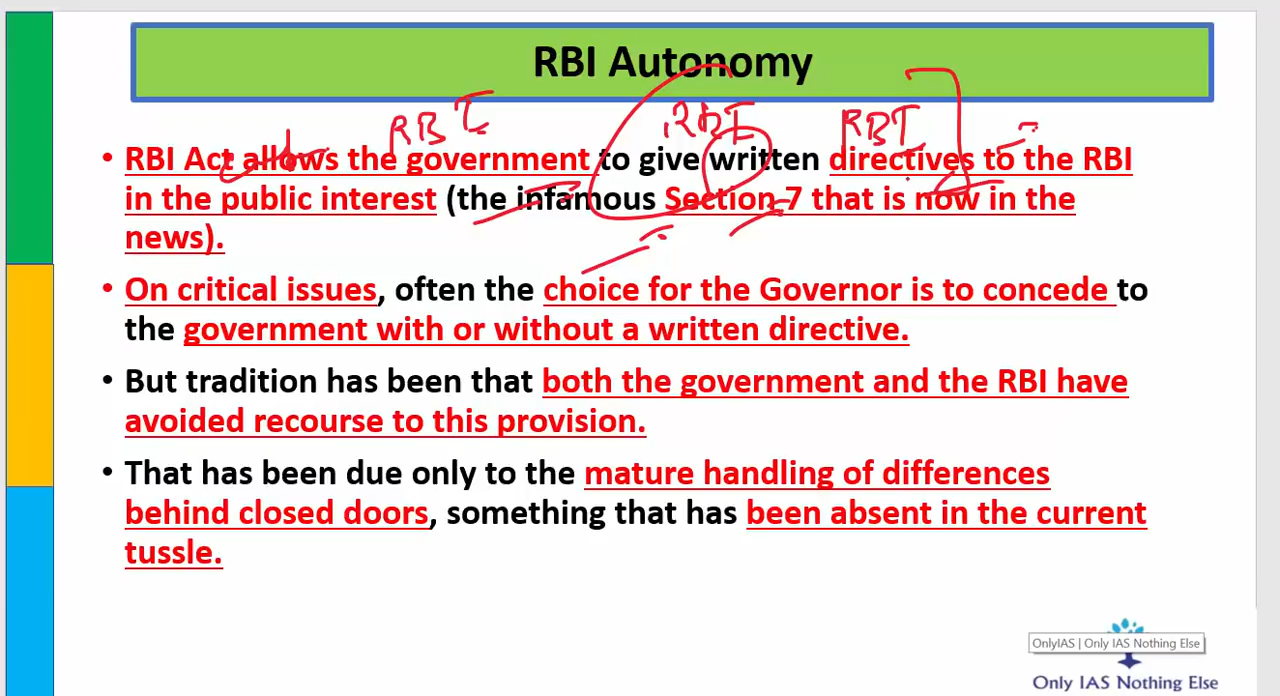 RBI Autonomy
RBI RBI RBI
• RBI Act allows the government to give written directives to the RBI
in the public interest (the infamous Section 7 that is now in the
news).
• On critical issues, often the choice for the Governor is to concede to
the government with or without a written directive.
• But tradition has been that both the government and the RBI have
avoided recourse to this provision.
• That has been due only to the mature handling of differences
behind closed doors, something that has been absent in the current
tussle.
OnlyIAS | Only IAS Nothing Else
Only IAS Nothing Else